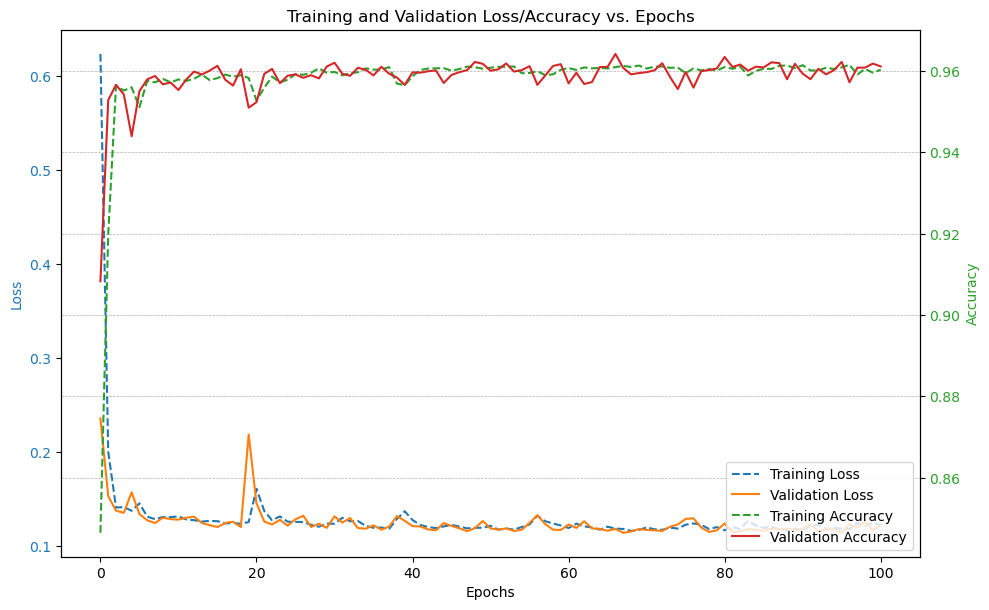 Training and Validation Loss/Accuracy vs. Epochs
0.6
0.5
0.4
0.3
0.2
0.1
Loss
0.96
0.94
0.92
0.90
0.88
0.86
Accuracy
Training Loss
Validation Loss
Training Accuracy
Validation Accuracy
0 20 40 60 80 100
Epochs